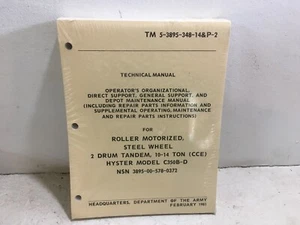 TM 5-3895-348-14&P-2
TECHNICAL MANUAL
OPERATOR'S ORGANIZATIONAL,
DIRECT SUPPORT, GENERAL SUPPORT, AND
DEPOT MAINTENANCE MANUAL
(INCLUDING REPAIR PARTS INFORMATION AND
SUPPLEMENTAL OPERATING, MAINTENANCE
AND REPAIR PARTS INSTRUCTIONS)
FOR
ROLLER MOTORIZED,
STEEL WHEEL
2 DRUM TANDEM, 10-14 TON (CCE)
HYSTER MODEL C350B-D
NSN 3895-00-578-0372
HEADQUARTERS, DEPARTMENT OF THE ARMY
FEBRUARY 1981